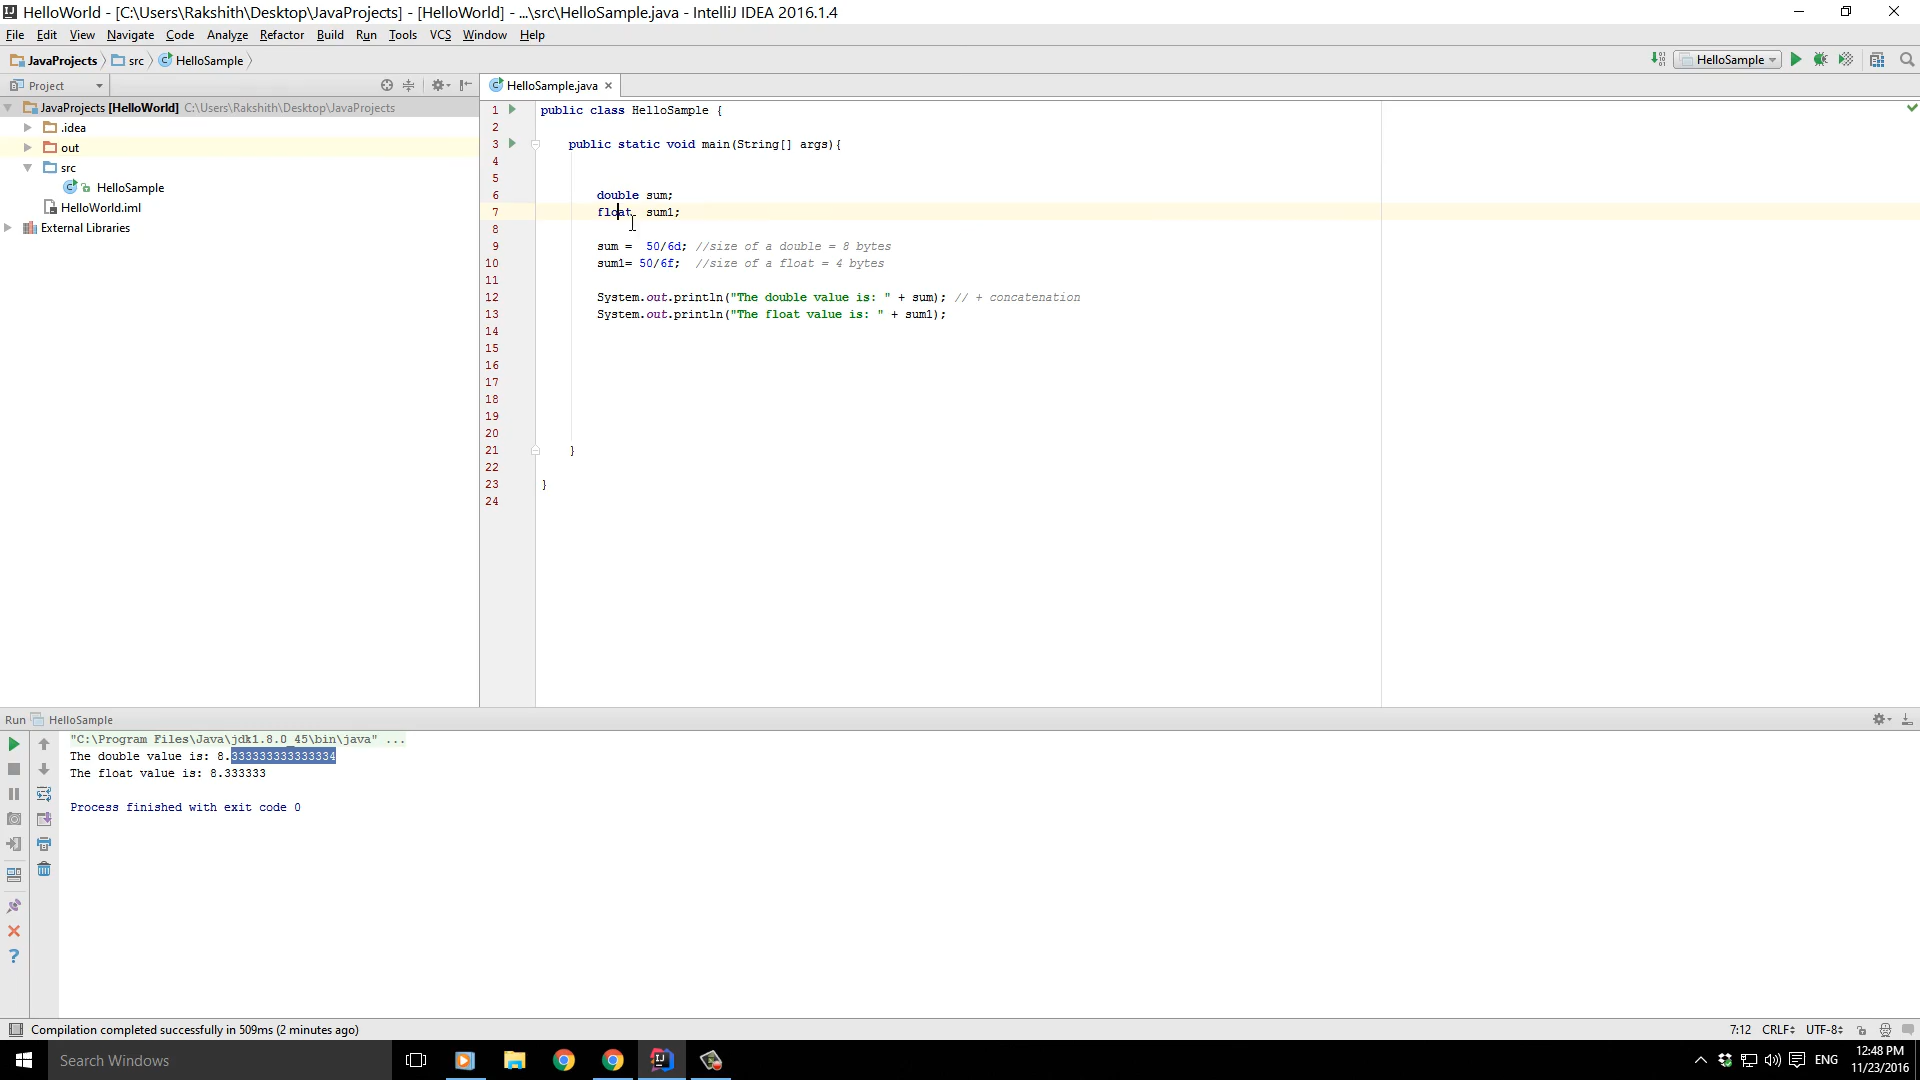 HelloWorld - [C:\Users\Rakshith\Desktop\JavaProjects] - [HelloWorld] - ...\src\HelloSample.java - IntelliJ IDEA 2016.1.4
File Edit View Navigate Code Analyze Refactor Build Run Tools VCS Window Help
JavaProjects src HelloSample
HelloSample
Project
HelloSample.java
JavaProjects [HelloWorld] C:\Users\Rakshith\Desktop\JavaProjects
.idea
out
src
HelloSample
HelloWorld.iml
External Libraries
1 public class HelloSample {
2
3 public static void main(String[] args){
4
5
6 double sum;
7 float sum1;
8
9 sum = 50/6d; //size of a double = 8 bytes
10 sum1= 50/6f; //size of a float = 4 bytes
11
12 System.out.println("The double value is: " + sum); // + concatenation
13 System.out.println("The float value is: " + sum1);
14
15
16
17
18
19
20
21 }
22
23 }
24
Run HelloSample
"C:\Program Files\Java\jdk1.8.0_45\bin\java" ...
The double value is: 8.333333333333334
The float value is: 8.333333
Process finished with exit code 0
Compilation completed successfully in 509ms (2 minutes ago)
7:12 CRLF UTF-8
Search Windows
ENG
12:48 PM
11/23/2016